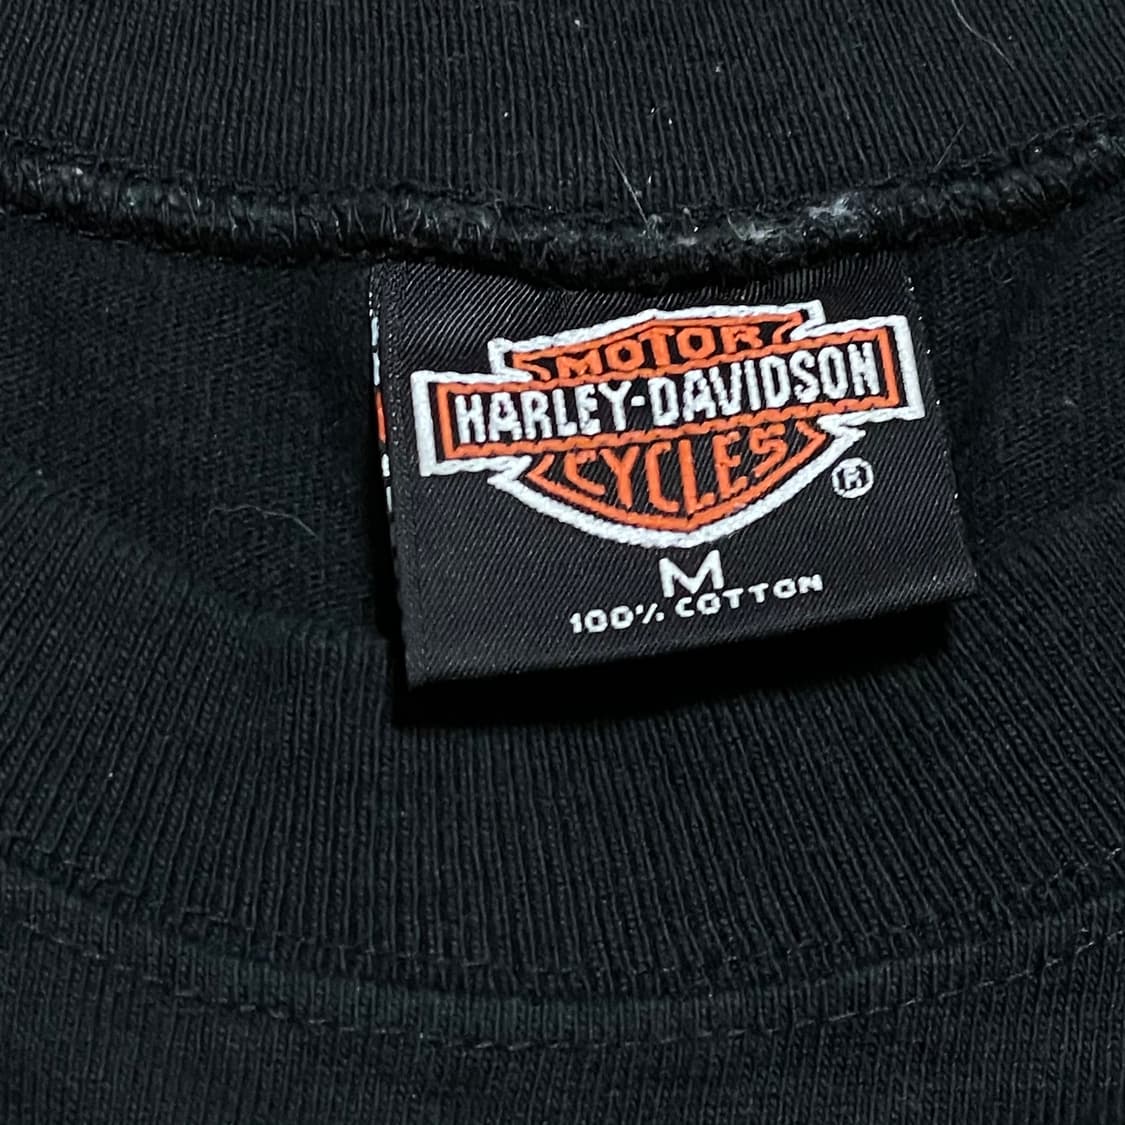 MOTOR
HARLEY-DAVIDSON
CYCLES
®
M
100% COTTON